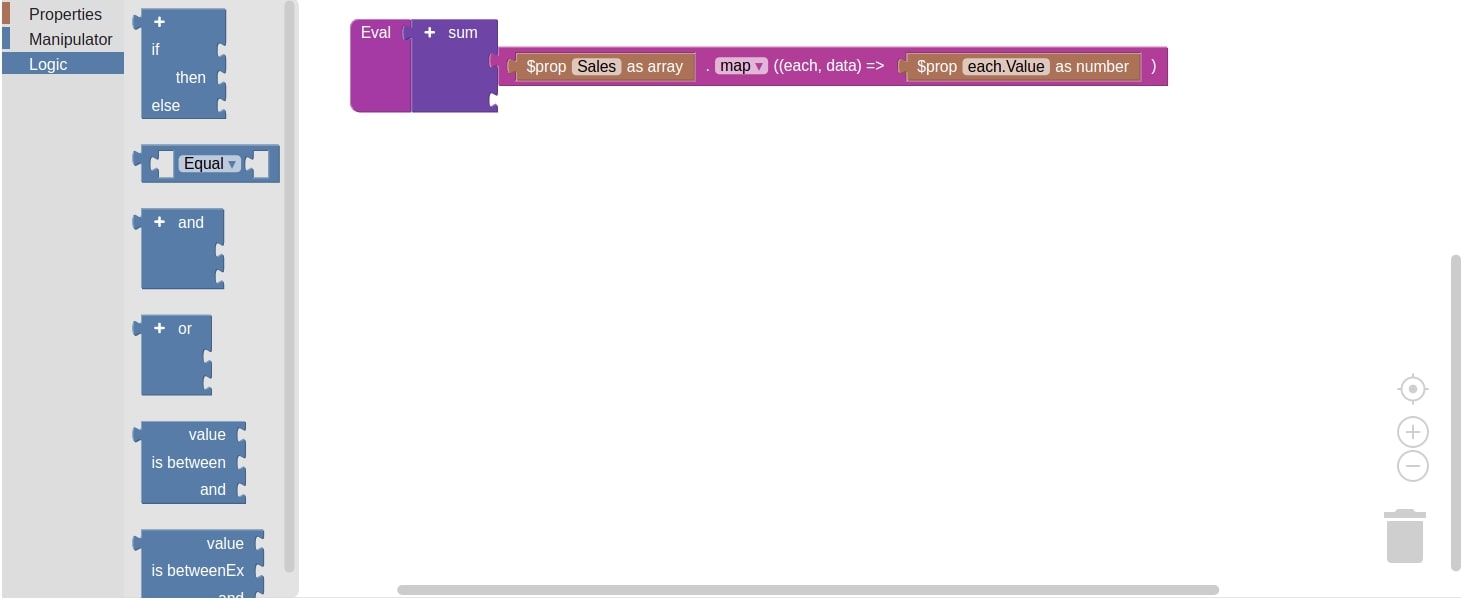 Properties
Manipulator
Logic
+
if
then
else
Equal ▾
+ and
+ or
value
is between
and
value
is betweenEx
and
Eval + sum
$prop Sales as array . map ▾ ((each, data) => $prop each.Value as number )